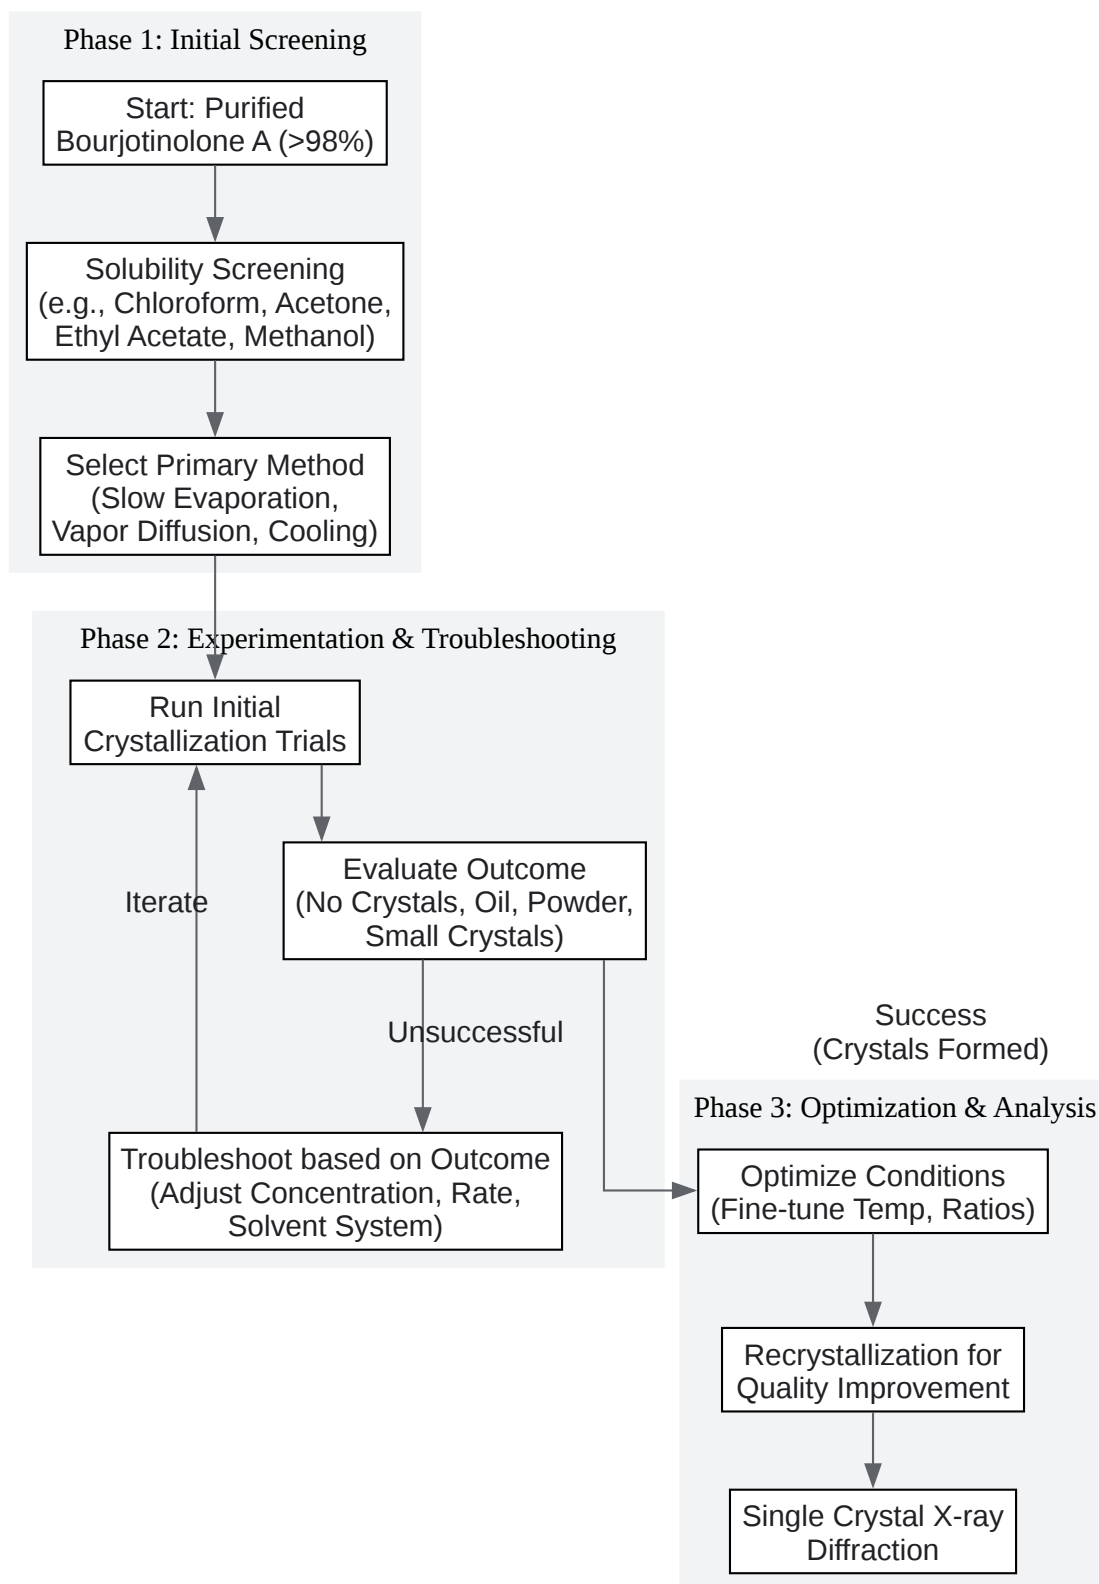 Phase 1: Initial Screening
Start: Purified
Bourjotinolone A (>98%)
Solubility Screening
(e.g., Chloroform, Acetone,
Ethyl Acetate, Methanol)
Select Primary Method
(Slow Evaporation,
Vapor Diffusion, Cooling)
Phase 2: Experimentation & Troubleshooting
Run Initial
Crystallization Trials
Evaluate Outcome
(No Crystals, Oil, Powder,
Small Crystals)
Iterate
Unsuccessful
Troubleshoot based on Outcome
(Adjust Concentration, Rate,
Solvent System)
Success
(Crystals Formed)
Phase 3: Optimization & Analysis
Optimize Conditions
(Fine-tune Temp, Ratios)
Recrystallization for
Quality Improvement
Single Crystal X-ray
Diffraction